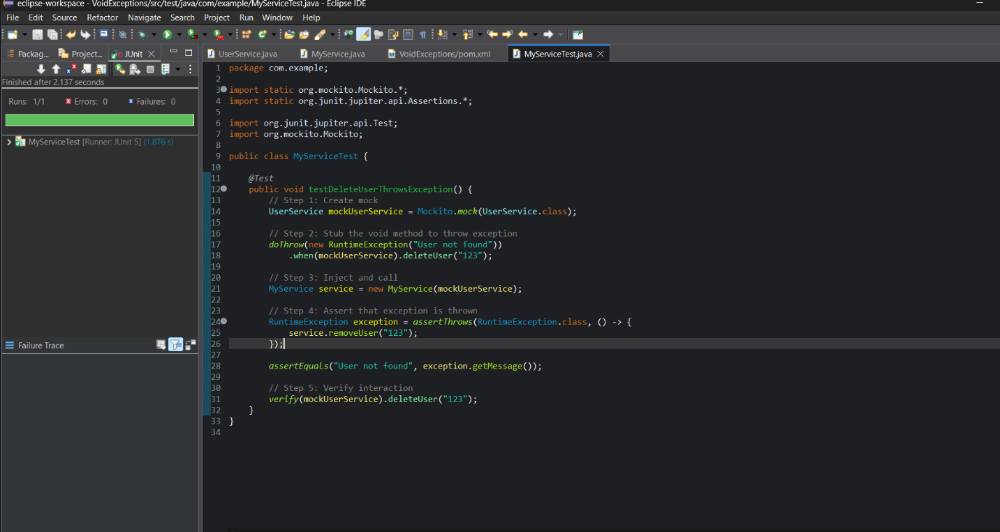 eclipse-workspace - VoidExceptions/src/test/java/com/example/MyServiceTest.java - Eclipse IDE
File Edit Source Refactor Navigate Search Project Run Window Help
Packag... Project... JUnit
UserService.java MyService.java VoidExceptions/pom.xml MyServiceTest.java
Finished after 2.137 seconds
Runs: 1/1 Errors: 0 Failures: 0
MyServiceTest [Runner: JUnit 5] (1.876 s)
Failure Trace
1 package com.example;
2
3 import static org.mockito.Mockito.*;
4 import static org.junit.jupiter.api.Assertions.*;
5
6 import org.junit.jupiter.api.Test;
7 import org.mockito.Mockito;
8
9 public class MyServiceTest {
10
11     @Test
12     public void testDeleteUserThrowsException() {
13         // Step 1: Create mock
14         UserService mockUserService = Mockito.mock(UserService.class);
15
16         // Step 2: Stub the void method to throw exception
17         doThrow(new RuntimeException("User not found"))
18             .when(mockUserService).deleteUser("123");
19
20         // Step 3: Inject and call
21         MyService service = new MyService(mockUserService);
22
23         // Step 4: Assert that exception is thrown
24         RuntimeException exception = assertThrows(RuntimeException.class, () -> {
25             service.removeUser("123");
26         });
27
28         assertEquals("User not found", exception.getMessage());
29
30         // Step 5: Verify interaction
31         verify(mockUserService).deleteUser("123");
32     }
33 }
34